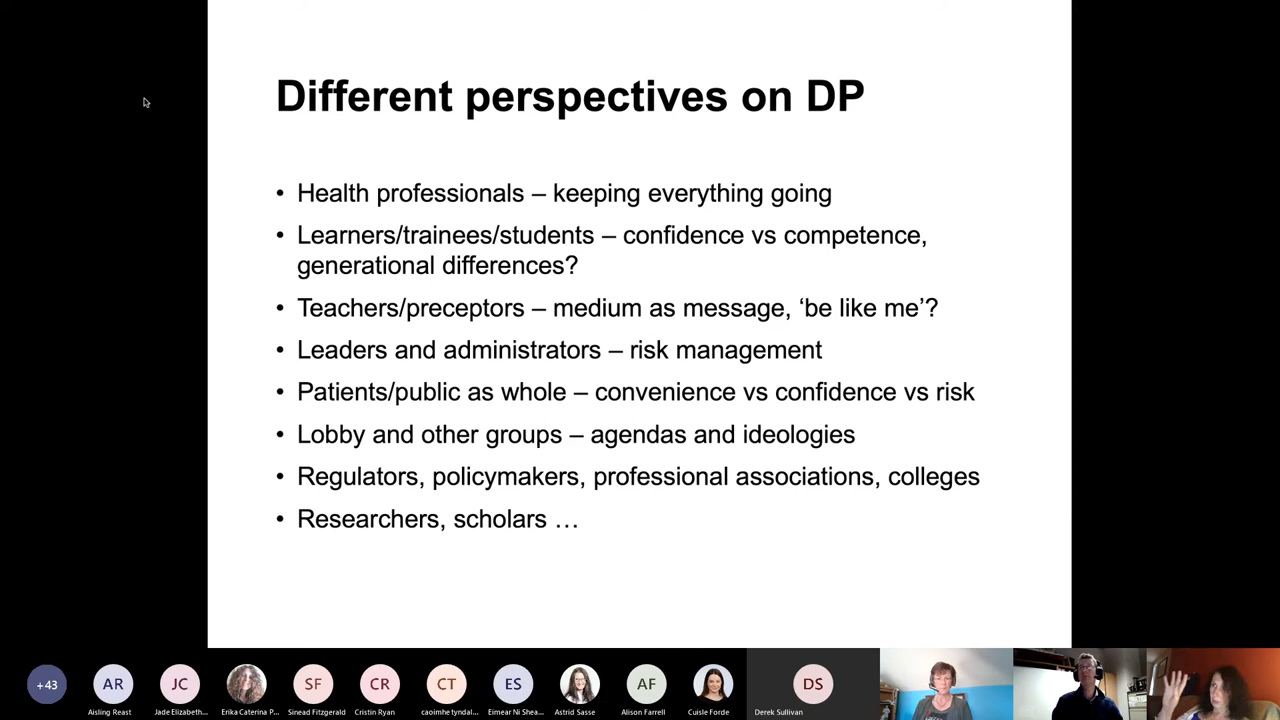 Different perspectives on DP
• Health professionals – keeping everything going
• Learners/trainees/students – confidence vs competence,
generational differences?
• Teachers/preceptors – medium as message, ‘be like me’?
• Leaders and administrators – risk management
• Patients/public as whole – convenience vs confidence vs risk
• Lobby and other groups – agendas and ideologies
• Regulators, policymakers, professional associations, colleges
• Researchers, scholars …
+43 AR JC SF CR CT ES AF DS
Aisling Reast Jade Elizabeth... Erika Caterina P... Sinead Fitzgerald Cristin Ryan caoimhe tyndal... Eimear Ni Shea... Astrid Sasse Alison Farrell Cuisle Forde Derek Sullivan